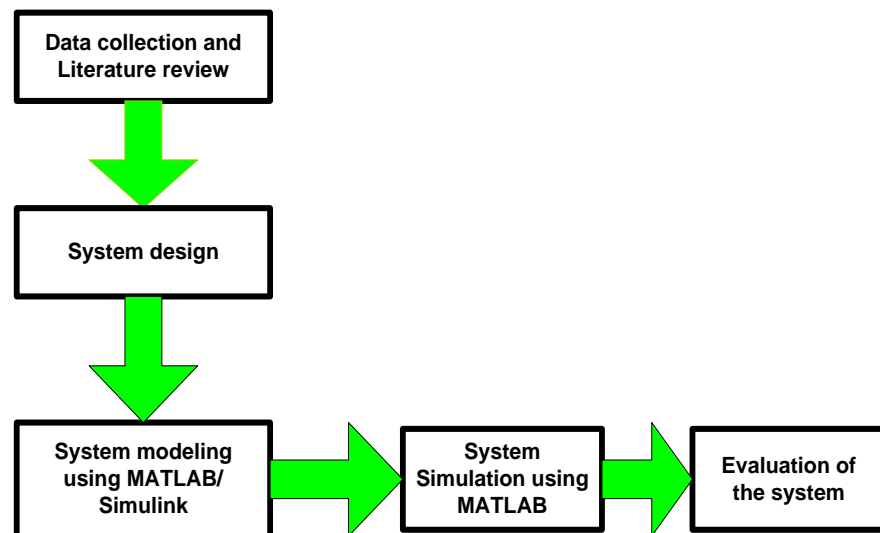 Data collection and
Literature review
System design
System modeling
using MATLAB/
Simulink
System
Simulation using
MATLAB
Evaluation of
the system